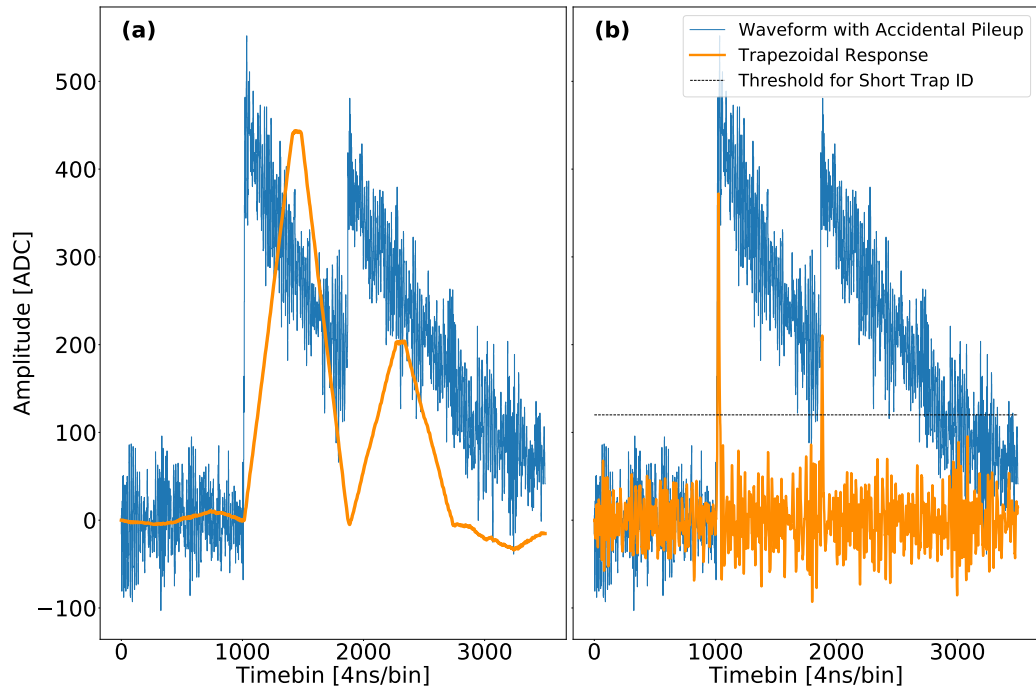 (a)
(b)
Waveform with Accidental Pileup
Trapezoidal Response
Threshold for Short Trap ID
Amplitude [ADC]
500
400
300
200
100
0
−100
0 1000 2000 3000
0 1000 2000 3000
Timebin [4ns/bin]
Timebin [4ns/bin]